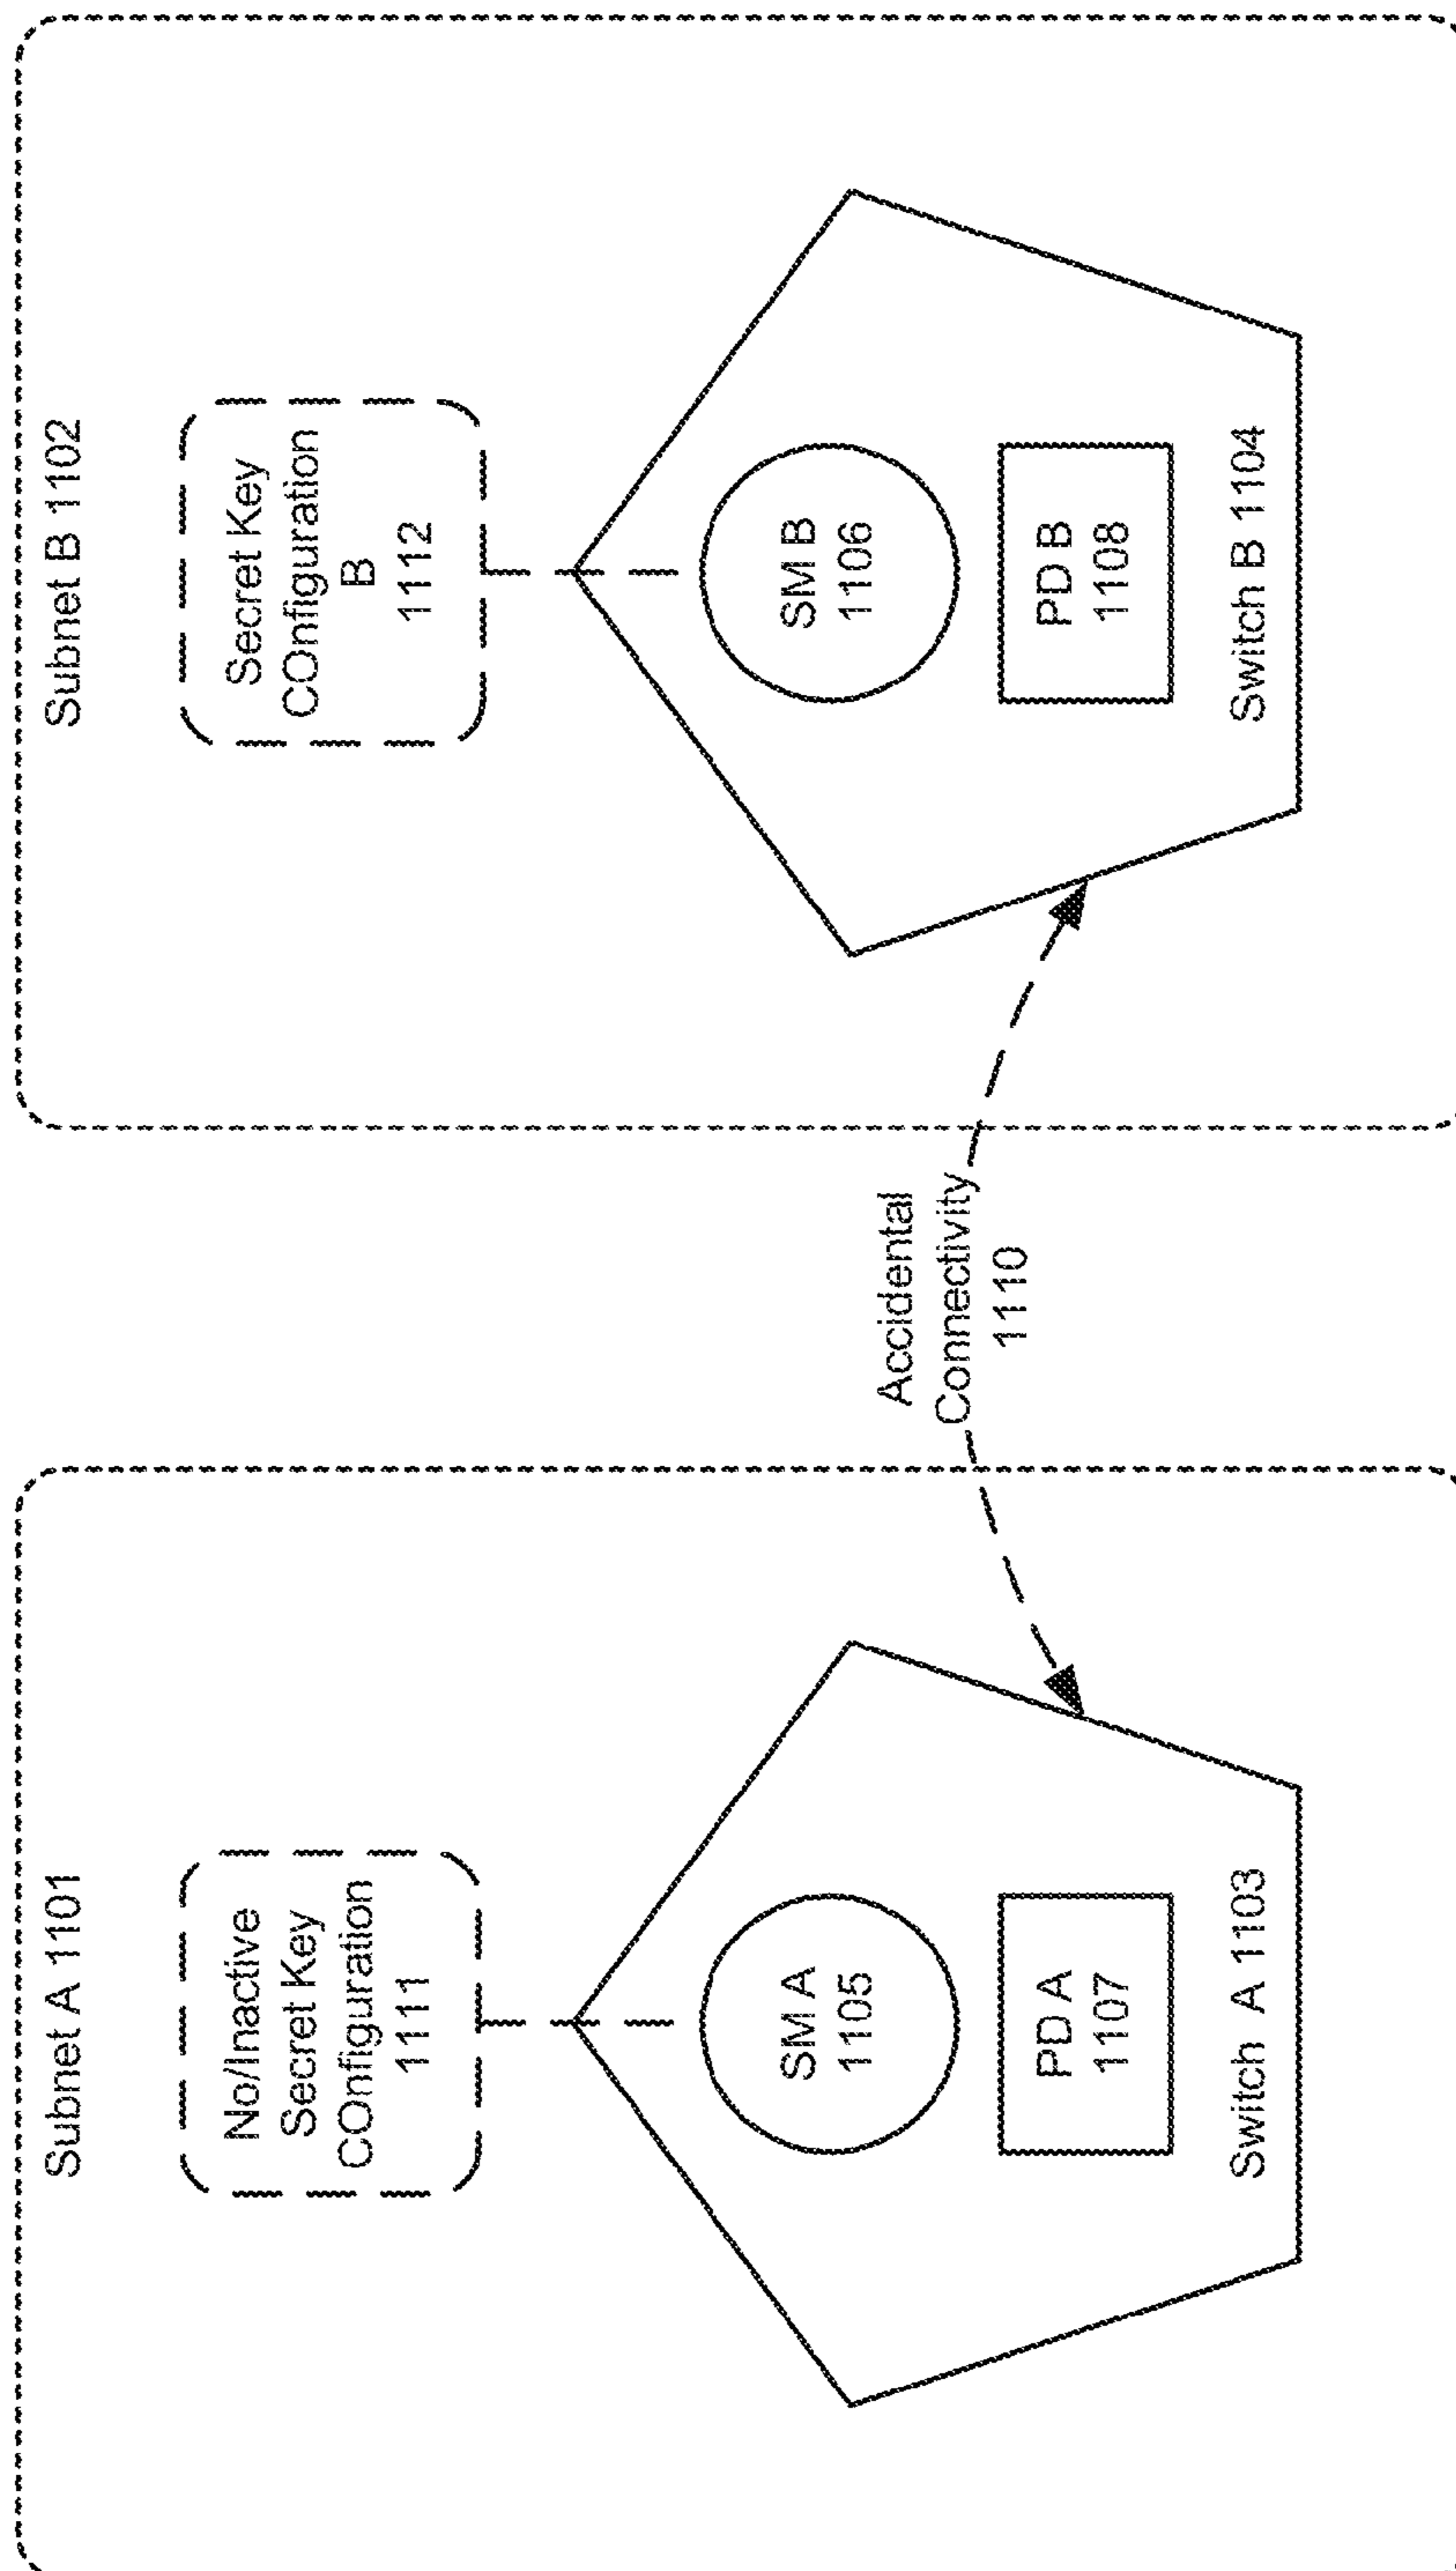 Subnet A 1101
No/Inactive
Secret Key
COnfiguration
1111
SM A
1105
PD A
1107
Switch A 1103
Accidental
Connectivity
1110
Subnet B 1102
Secret Key
COnfiguration
B
1112
SM B
1106
PD B
1108
Switch B 1104